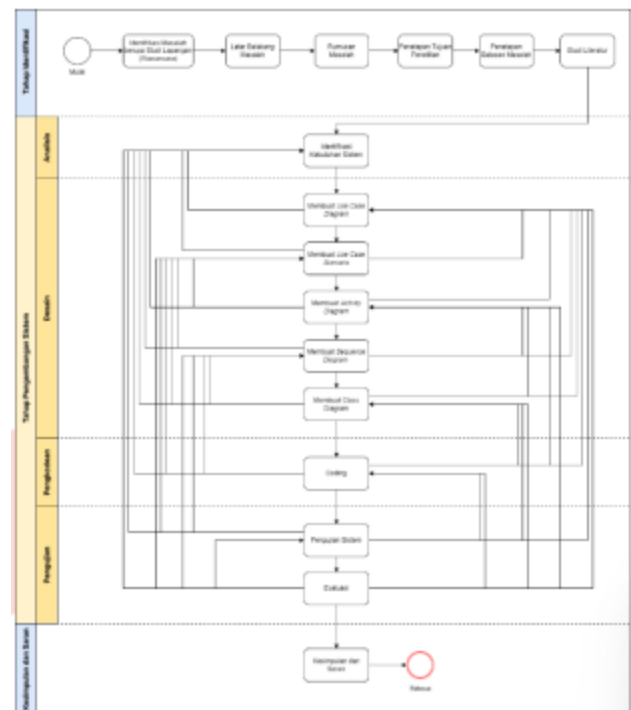 Tahap Identifikasi
Mulai
Identifikasi Masalah
(Wawancara)
Latar Belakang
Masalah
Rumusan
Masalah
Penetapan Tujuan
Penelitian
Penetapan
Batasan Masalah
Studi Literatur
Tahap Pengembangan Sistem
Analisis
Identifikasi
Kebutuhan Sistem
Desain
Membuat Use Case
Diagram
Membuat Use Case
Skenario
Membuat Activity
Diagram
Membuat Sequence
Diagram
Membuat Class
Diagram
Pengkodean
Coding
Pengujian
Pengujian Sistem
Evaluasi
Kesimpulan dan Saran
Kesimpulan dan
Saran
Selesai